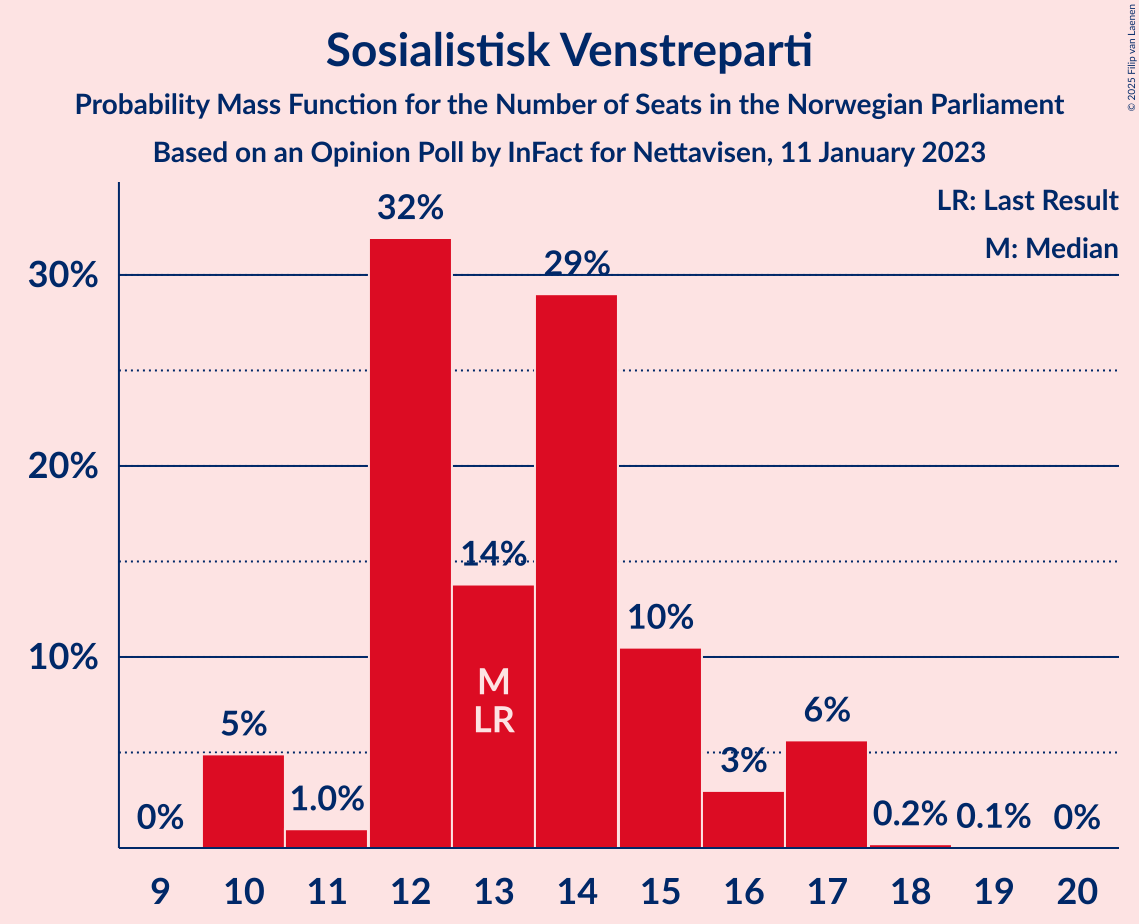 Sosialistisk Venstreparti
Probability Mass Function for the Number of Seats in the Norwegian Parliament
Based on an Opinion Poll by InFact for Nettavisen, 11 January 2023
© 2025 Filip van Laenen
LR: Last Result
M: Median
30%
20%
10%
0%
5%
1.0%
32%
14%
29%
10%
3%
6%
0.2%
0.1%
0%
M
LR
9 10 11 12 13 14 15 16 17 18 19 20